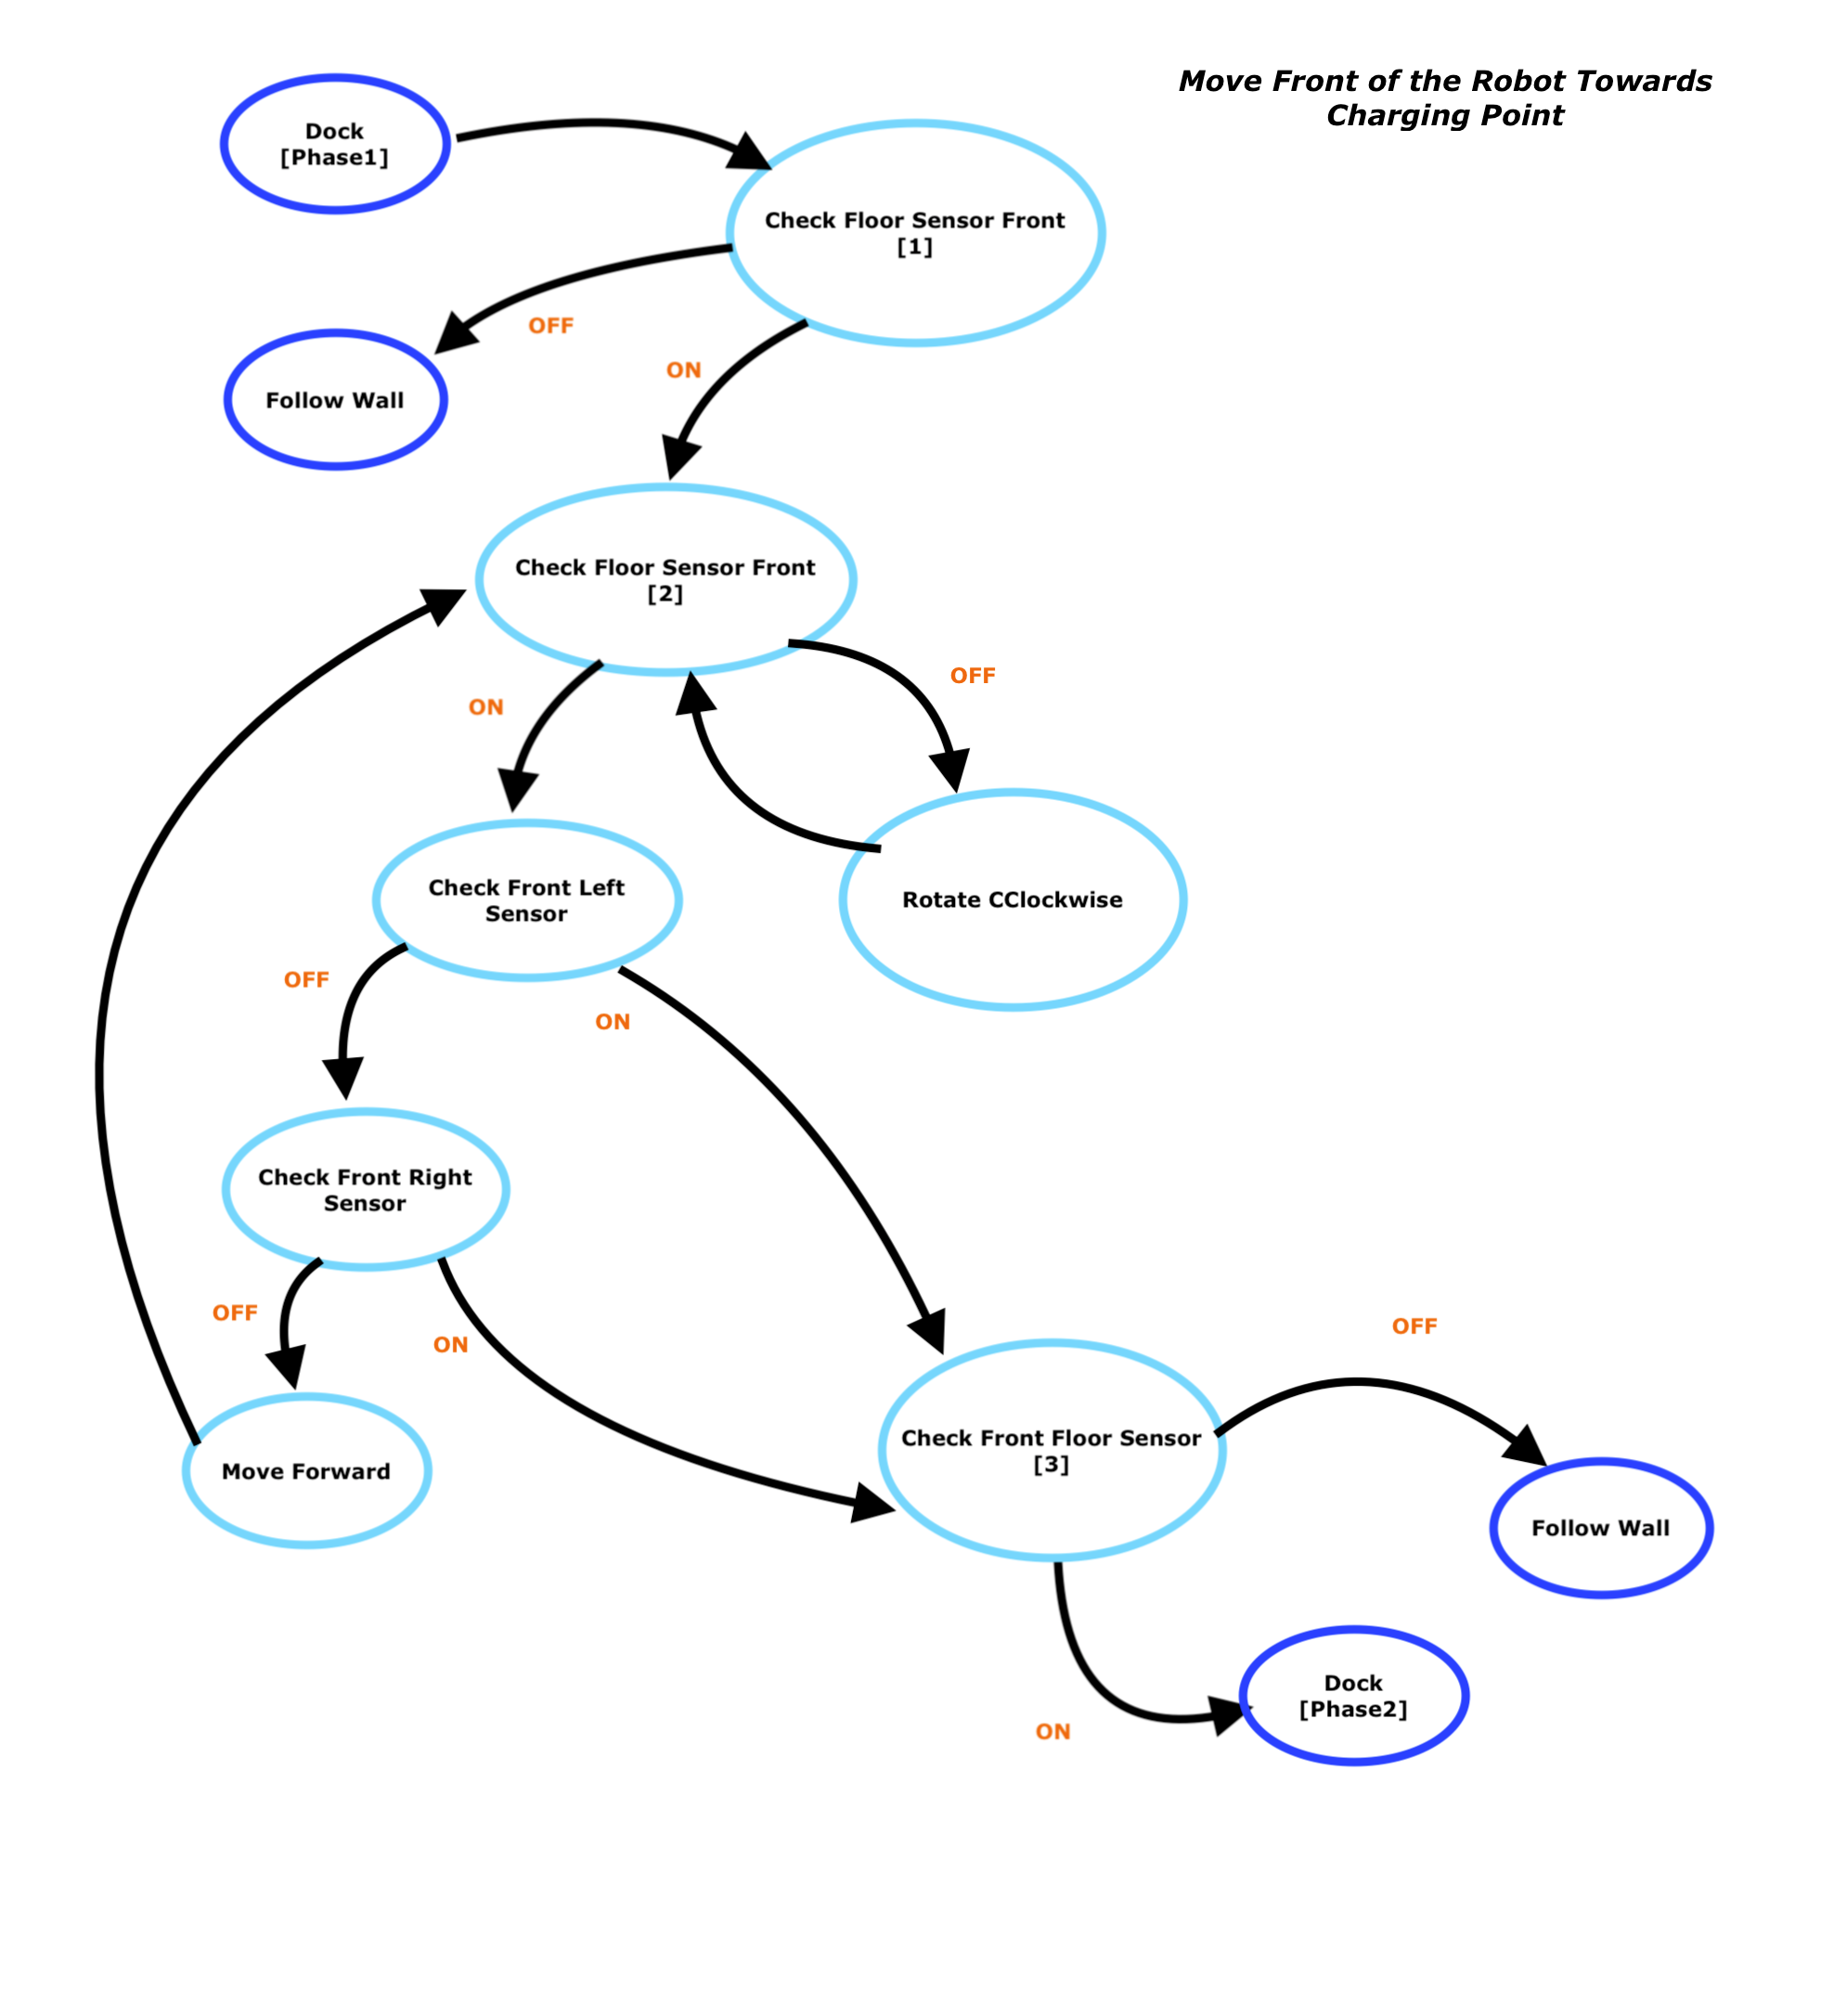 Move Front of the Robot Towards
Charging Point
Dock
[Phase1]
Check Floor Sensor Front
[1]
OFF
ON
Follow Wall
Check Floor Sensor Front
[2]
ON
OFF
Check Front Left
Sensor
Rotate CClockwise
OFF
ON
Check Front Right
Sensor
OFF
ON
Move Forward
Check Front Floor Sensor
[3]
OFF
Follow Wall
ON
Dock
[Phase2]